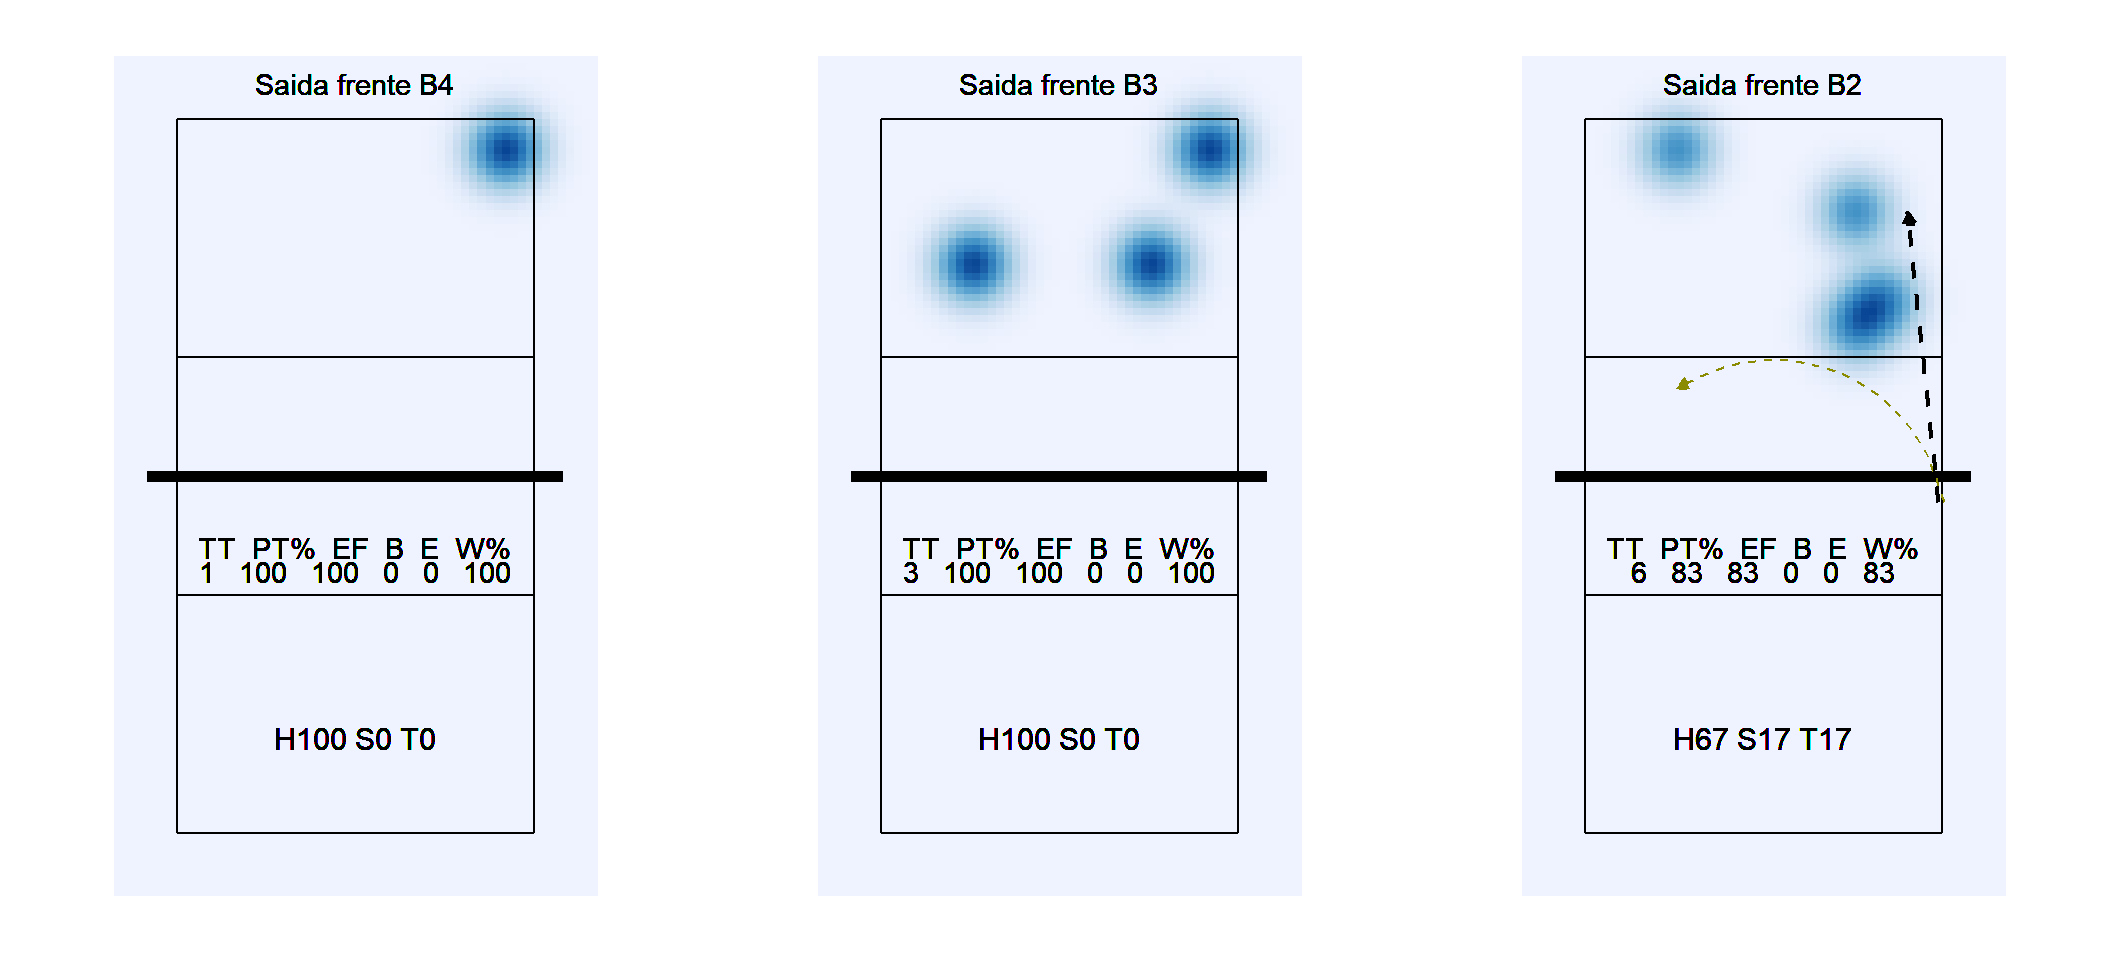 Saida frente B4
TT PT% EF B E W%
1 100 100 0 0 100
H100 S0 T0
Saida frente B3
TT PT% EF B E W%
3 100 100 0 0 100
H100 S0 T0
Saida frente B2
TT PT% EF B E W%
6 83 83 0 0 83
H67 S17 T17